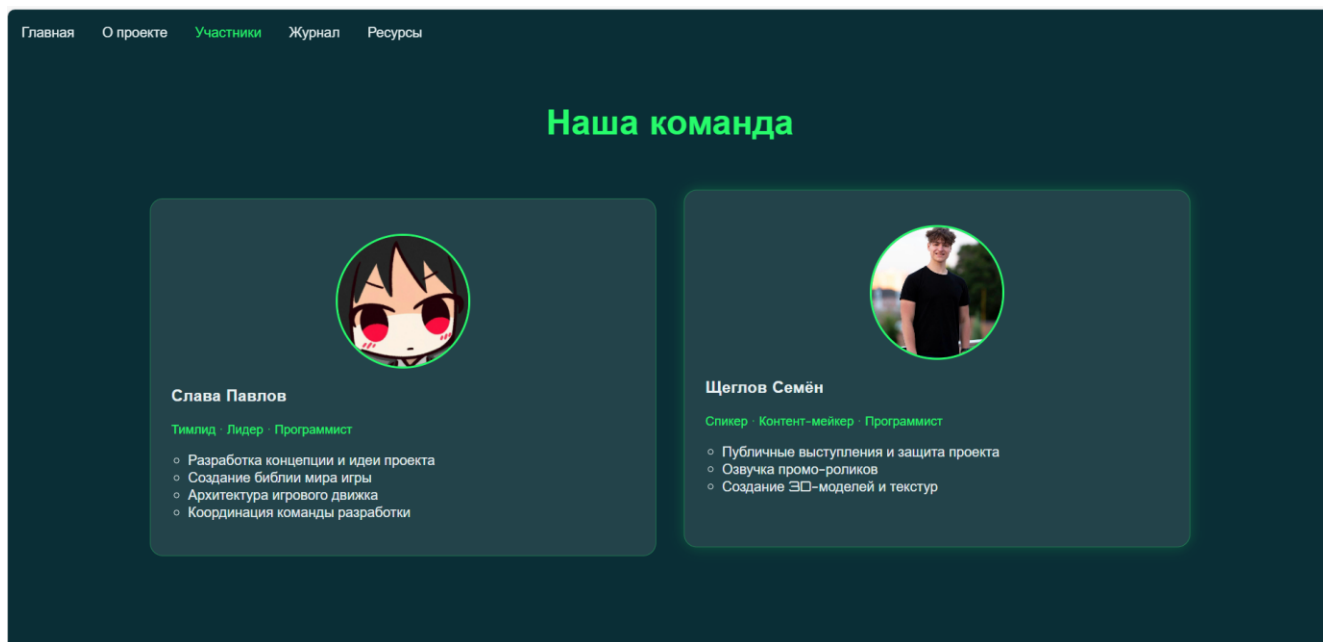 Главная О проекте Участники Журнал Ресурсы
Наша команда
Слава Павлов
Тимлид · Лидер · Программист
Разработка концепции и идеи проекта
Создание библии мира игры
Архитектура игрового движка
Координация команды разработки
Щеглов Семён
Спикер · Контент-мейкер · Программист
Публичные выступления и защита проекта
Озвучка промо-роликов
Создание 3D-моделей и текстур